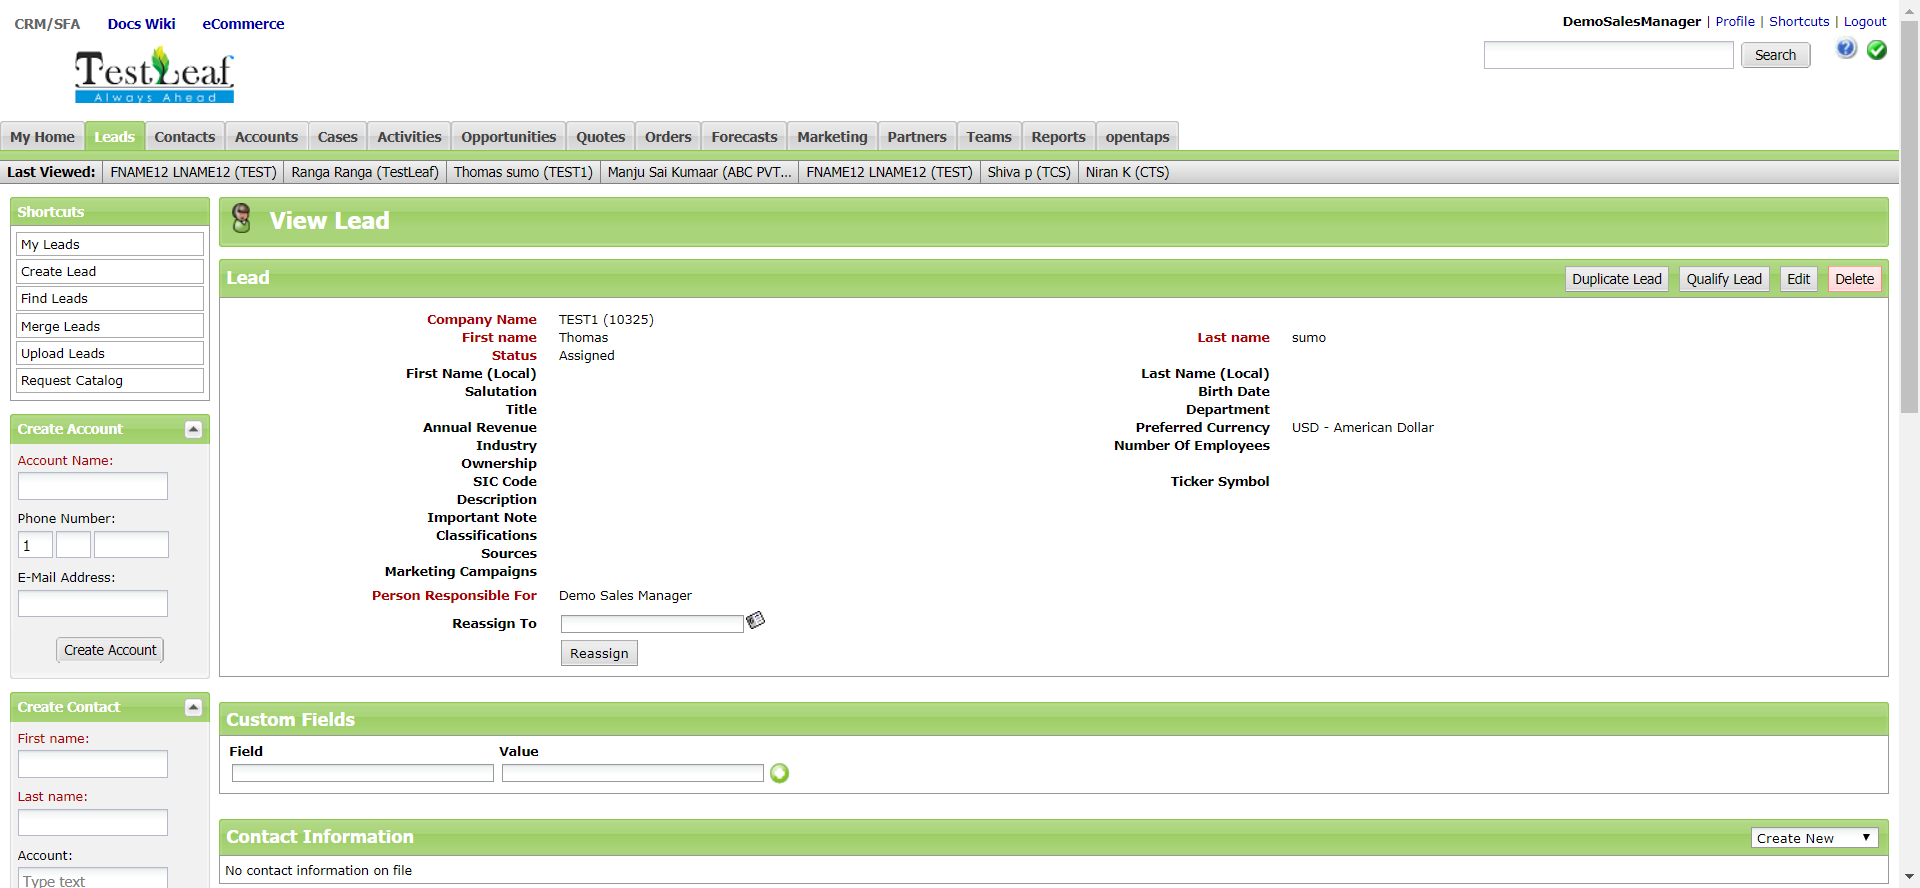 CRM/SFA Docs Wiki eCommerce
DemoSalesManager | Profile | Shortcuts | Logout
Search
TestLeaf
Always Ahead
My Home Leads Contacts Accounts Cases Activities Opportunities Quotes Orders Forecasts Marketing Partners Teams Reports opentaps
Last Viewed: FNAME12 LNAME12 (TEST) Ranga Ranga (TestLeaf) Thomas sumo (TEST1) Manju Sai Kumaar (ABC PVT... FNAME12 LNAME12 (TEST) Shiva p (TCS) Niran K (CTS)
Shortcuts
My Leads
Create Lead
Find Leads
Merge Leads
Upload Leads
Request Catalog
Create Account
Account Name:
Phone Number:
1
E-Mail Address:
Create Account
Create Contact
First name:
Last name:
Account:
Type text
View Lead
Lead Duplicate Lead Qualify Lead Edit Delete
Company Name TEST1 (10325)
First name Thomas Last name sumo
Status Assigned
First Name (Local) Last Name (Local)
Salutation Birth Date
Title Department
Annual Revenue Preferred Currency USD - American Dollar
Industry Number Of Employees
Ownership
SIC Code Ticker Symbol
Description
Important Note
Classifications
Sources
Marketing Campaigns
Person Responsible For Demo Sales Manager
Reassign To
Reassign
Custom Fields
Field Value
Contact Information Create New
No contact information on file